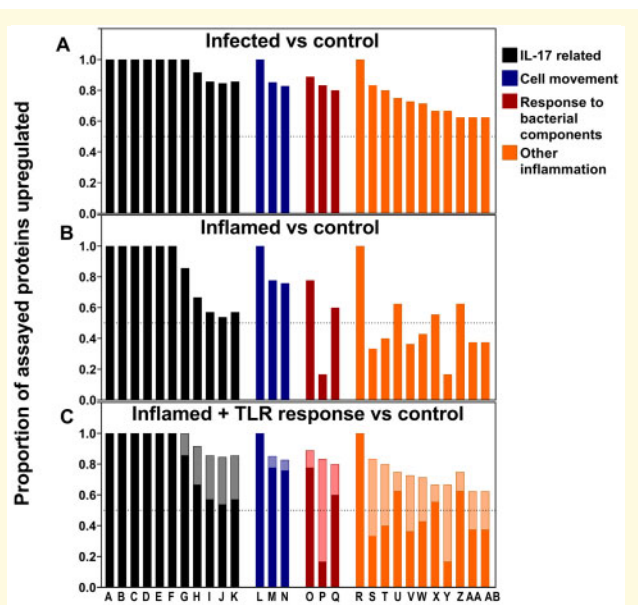 A
Infected vs control
1.0
0.8
0.6
0.4
0.2
0.0
IL-17 related
Cell movement
Response to
bacterial
components
Other
inflammation
Proportion of assayed proteins upregulated
B
Inflamed vs control
1.0
0.8
0.6
0.4
0.2
0.0
C
Inflamed + TLR response vs control
1.0
0.8
0.6
0.4
0.2
0.0
A B C D E F G H I J K L M N O P Q R S T U V W X Y Z AA AB